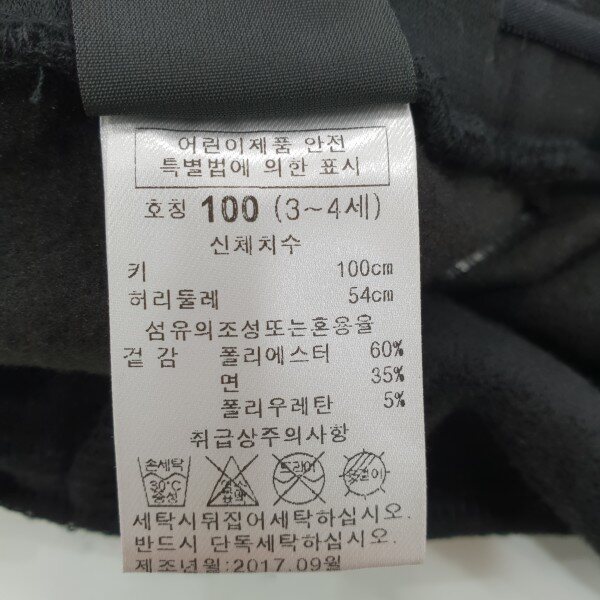 어린이제품 안전
특별법에 의한 표시
호칭 100 (3~4세)
신체치수
키 100cm
허리둘레 54cm
섬유의조성또는혼용율
겉감 폴리에스터 60%
면 35%
폴리우레탄 5%
취급상주의사항
손세탁 30℃ 중성
드라이
세탁시뒤집어세탁하십시오.
반드시 단독세탁하십시오.
제조년월:2017.09월